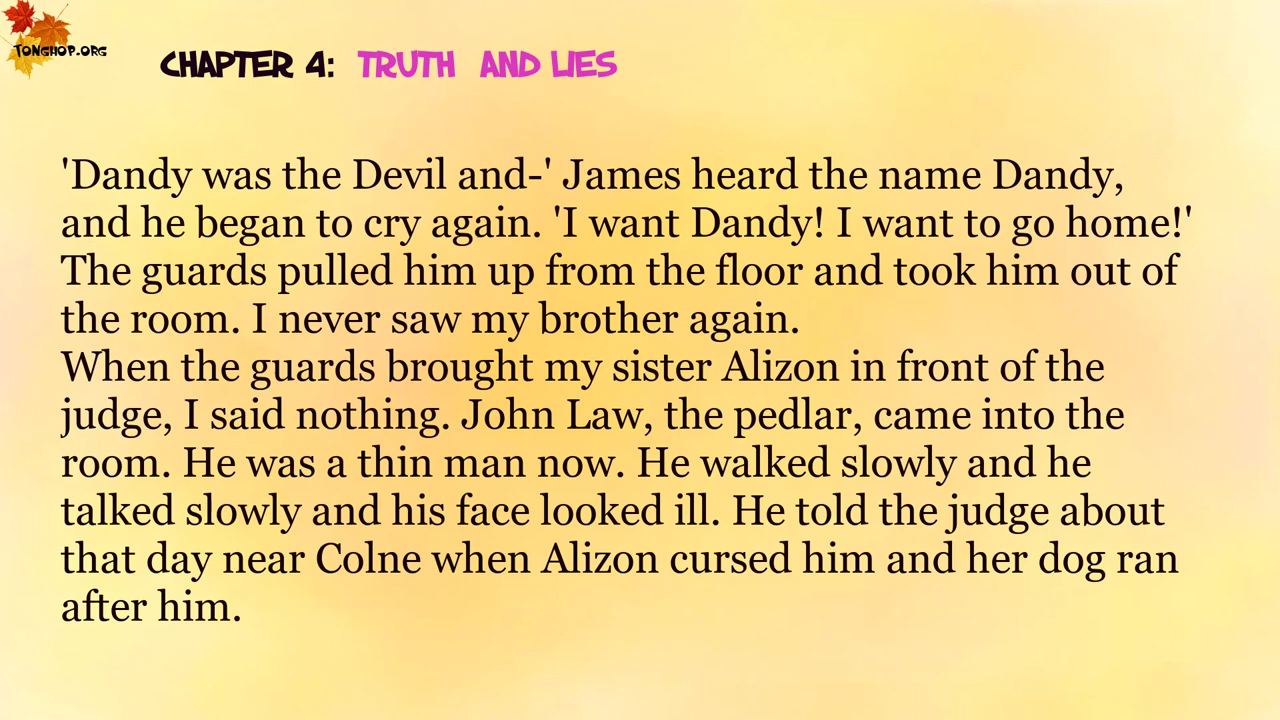 TONGHOP.ORG
CHAPTER 4: TRUTH AND LIES
'Dandy was the Devil and-' James heard the name Dandy,
and he began to cry again. 'I want Dandy! I want to go home!'
The guards pulled him up from the floor and took him out of
the room. I never saw my brother again.
When the guards brought my sister Alizon in front of the
judge, I said nothing. John Law, the pedlar, came into the
room. He was a thin man now. He walked slowly and he
talked slowly and his face looked ill. He told the judge about
that day near Colne when Alizon cursed him and her dog ran
after him.